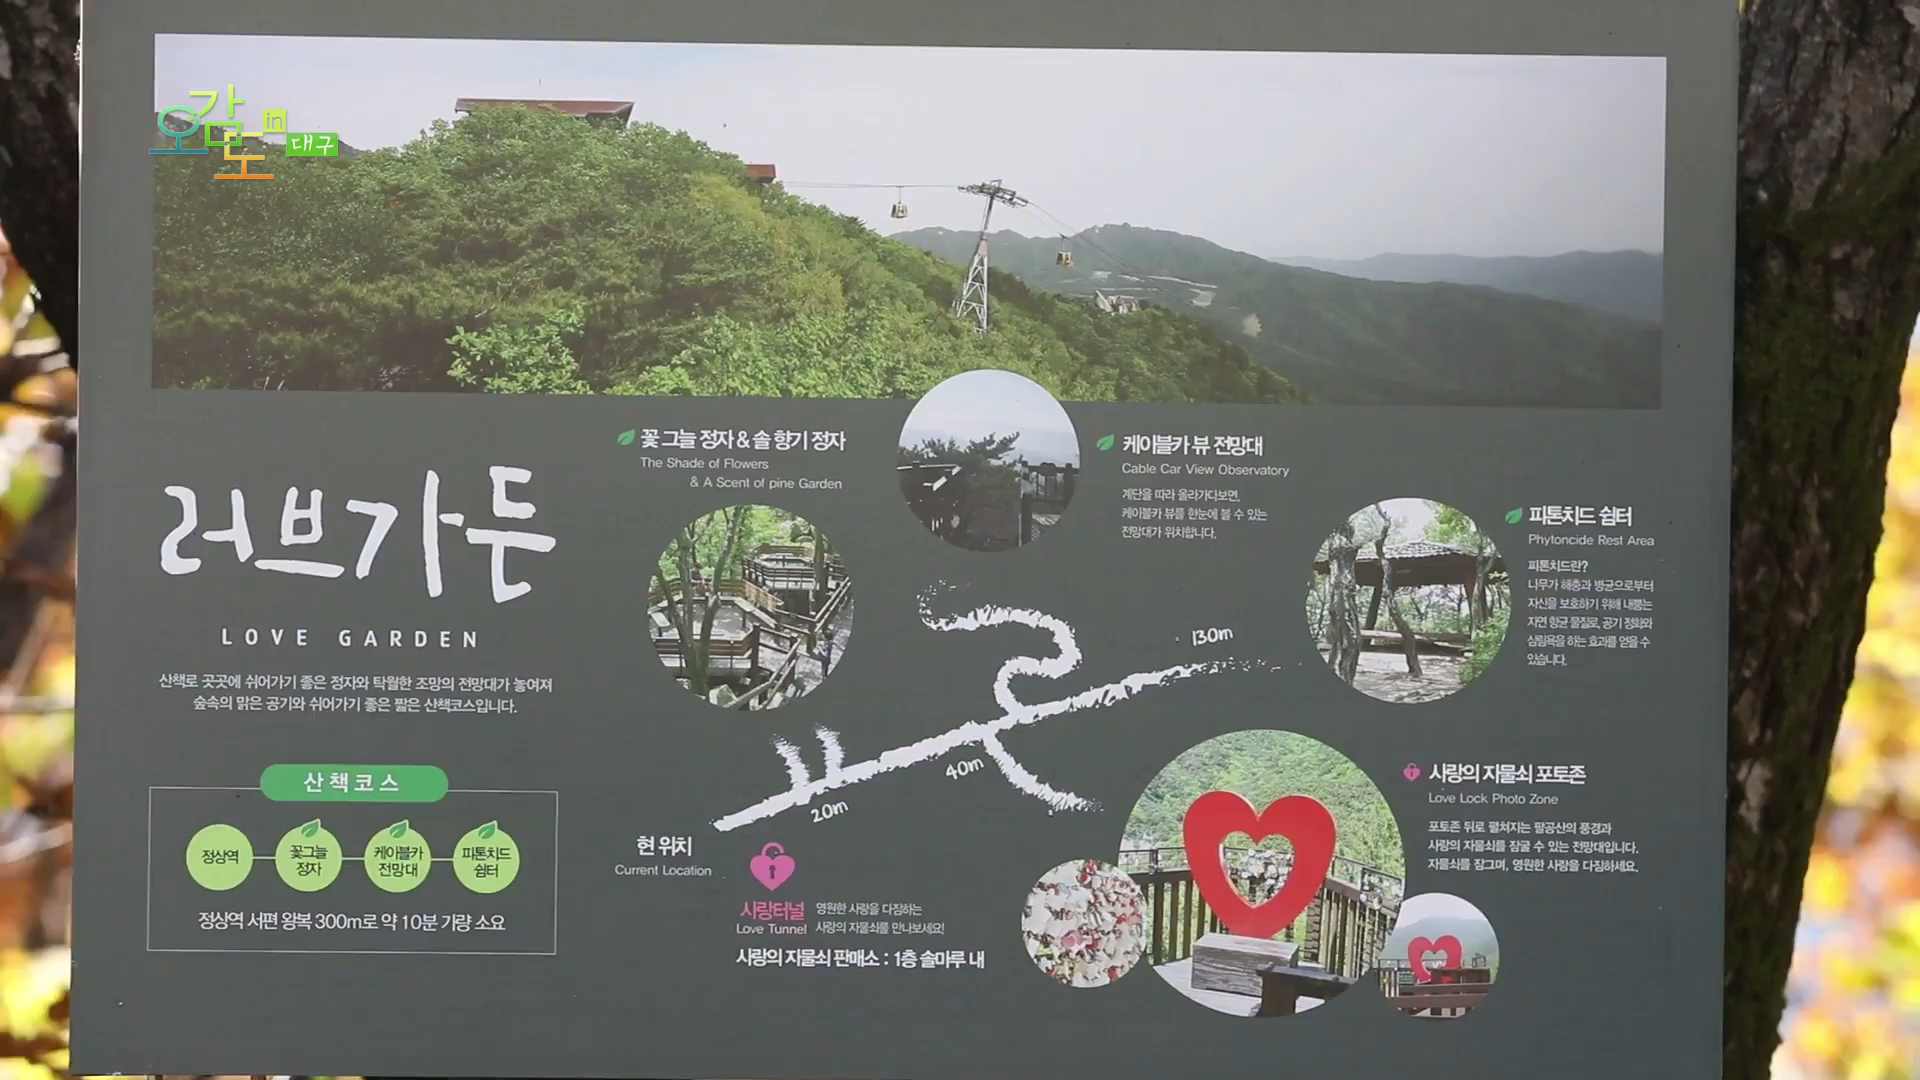 오감도 in 대구
러브가든
LOVE GARDEN
산책로 곳곳에 쉬어가기 좋은 정자와 탁월한 조망의 전망대가 놓여져
숲속의 맑은 공기와 쉬어가기 좋은 짧은 산책코스입니다.
산책코스
정상역
꽃그늘
정자
케이블카
전망대
피톤치드
쉼터
정상역 서편 왕복 300m로 약 10분 가량 소요
꽃 그늘 정자 & 솔 향기 정자
The Shade of Flowers
& A Scent of pine Garden
케이블카 뷰 전망대
Cable Car View Observatory
계단을 따라 올라가다보면,
케이블카 뷰를 한눈에 볼 수 있는
전망대가 위치합니다.
피톤치드 쉼터
Phytoncide Rest Area
피톤치드란?
나무가 해충과 병균으로부터
자신을 보호하기 위해 내뿜는
자연 항균 물질로, 공기 정화와
삼림욕을 하는 효과를 얻을 수
있습니다.
130m
40m
20m
현 위치
Current Location
사랑터널
Love Tunnel
영원한 사랑을 다짐하는
사랑의 자물쇠를 만나보세요!
사랑의 자물쇠 판매소 : 1층 솔마루 내
사랑의 자물쇠 포토존
Love Lock Photo Zone
포토존 뒤로 펼쳐지는 팔공산의 풍경과
사랑의 자물쇠를 잠굴 수 있는 전망대입니다.
자물쇠를 잠그며, 영원한 사랑을 다짐하세요.